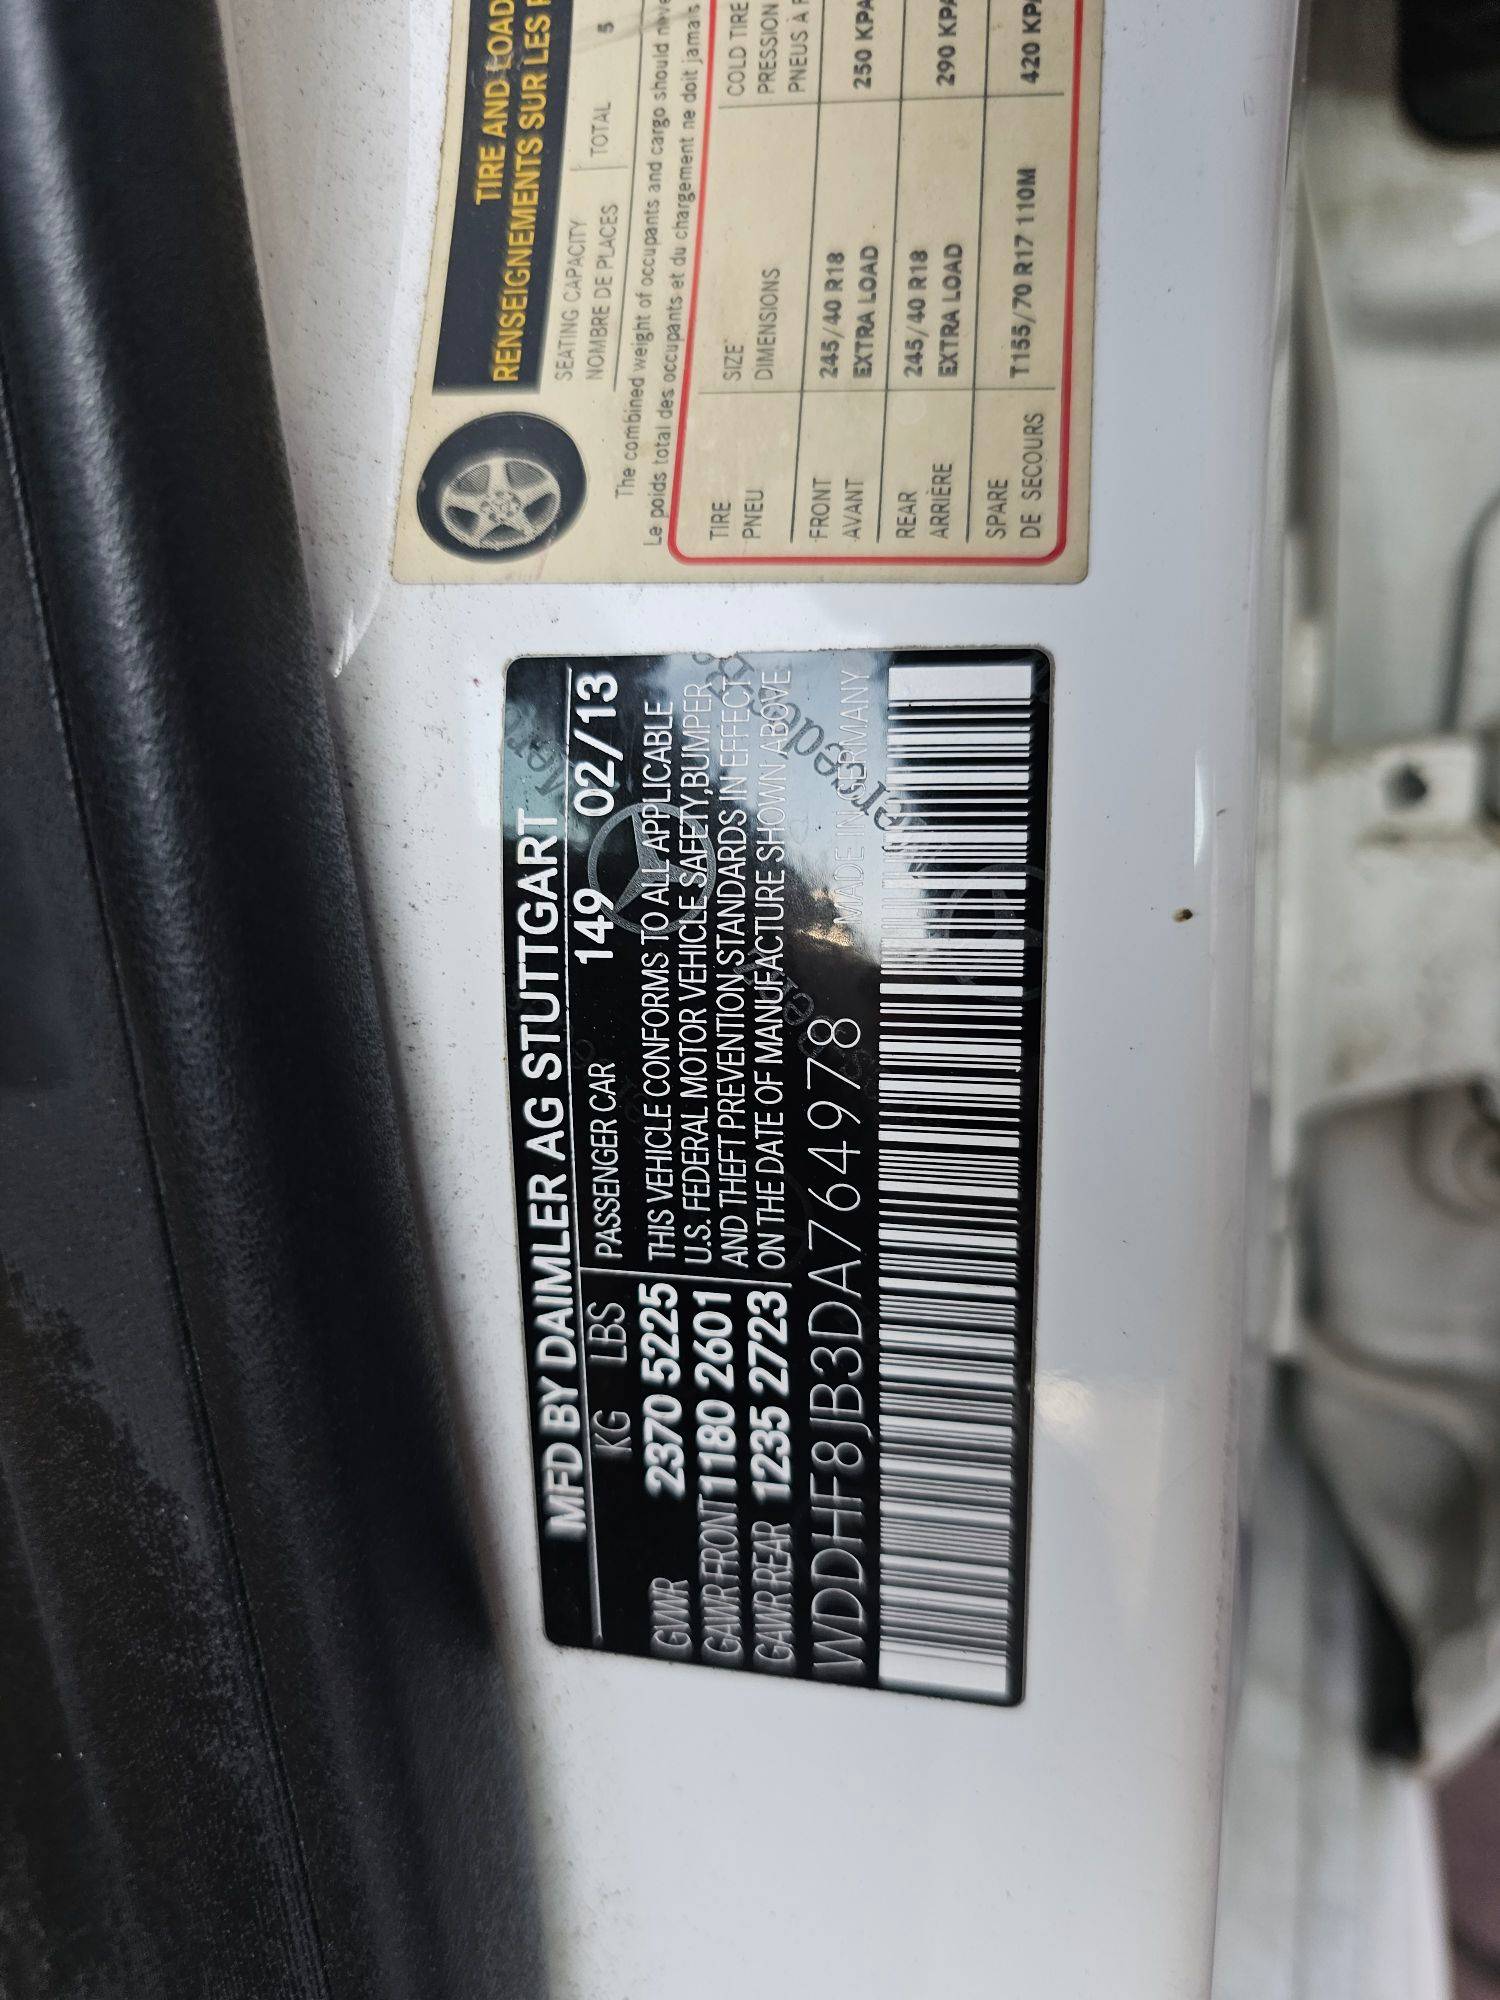 MFD BY DAIMLER AG STUTTGART
KG LBS PASSENGER CAR 149 02/13
GVWR 2370 5225 THIS VEHICLE CONFORMS TO ALL APPLICABLE
GAWR FRONT 1180 2601 U.S. FEDERAL MOTOR VEHICLE SAFETY,BUMPER
GAWR REAR 1235 2723 AND THEFT PREVENTION STANDARDS IN EFFECT
ON THE DATE OF MANUFACTURE SHOWN ABOVE
WDDHF8JB3DA764978 MADE IN GERMANY
TIRE AND LOAD
RENSEIGNEMENTS SUR LES
SEATING CAPACITY
NOMBRE DE PLACES TOTAL 5
The combined weight of occupants and cargo should
Le poids total des occupants et du chargement ne doit jamais
TIRE SIZE COLD TIRE
PNEU DIMENSIONS PRESSION
PNEUS À
FRONT 245/40 R18
AVANT EXTRA LOAD 250 KPA
REAR 245/40 R18
ARRIÈRE EXTRA LOAD 290 KPA
SPARE
DE SECOURS T155/70 R17 110M 420 KPA